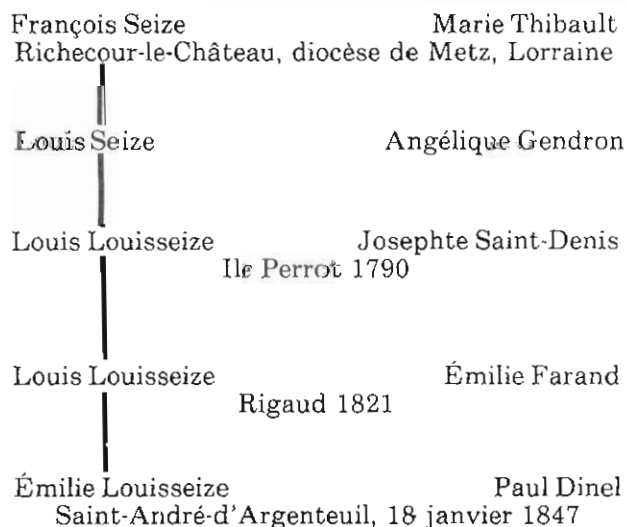 François Seize Marie Thibault
Richecour-le-Château, diocèse de Metz, Lorraine
Louis Seize Angélique Gendron
Louis Louisseize Josephte Saint-Denis
Ile Perrot 1790
Louis Louisseize Émilie Farand
Rigaud 1821
Émilie Louisseize Paul Dinel
Saint-André-d'Argenteuil, 18 janvier 1847